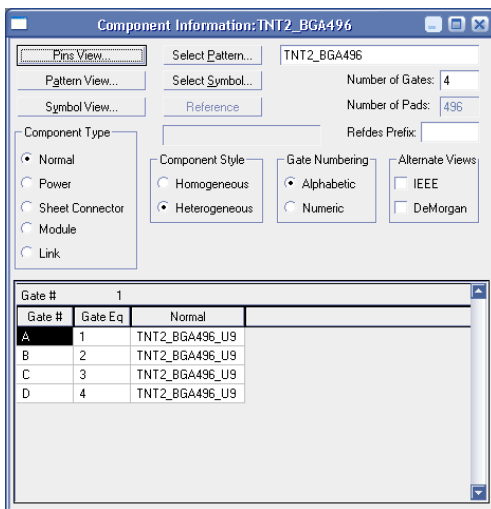 Component Information:TNT2_BGA496
Pins View... Select Pattern... TNT2_BGA496
Pattern View... Select Symbol... Number of Gates: 4
Symbol View... Reference Number of Pads: 496
Component Type Refdes Prefix:
Normal Component Style Gate Numbering Alternate Views
Power Homogeneous Alphabetic IEEE
Sheet Connector Heterogeneous Numeric DeMorgan
Module
Link
Gate # 1
Gate # Gate Eq Normal
A 1 TNT2_BGA496_U9
B 2 TNT2_BGA496_U9
C 3 TNT2_BGA496_U9
D 4 TNT2_BGA496_U9